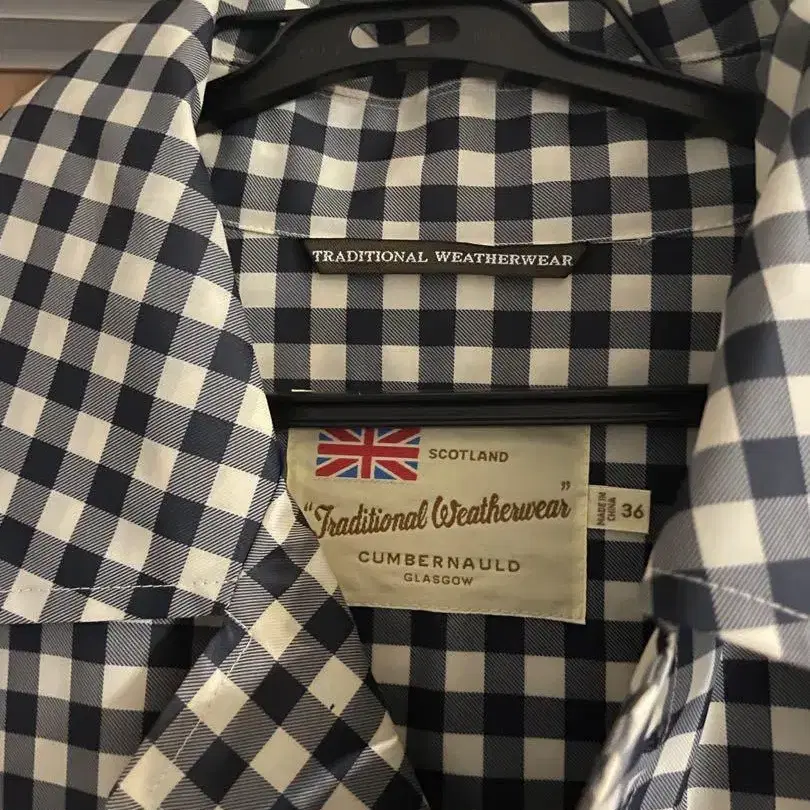 TRADITIONAL WEATHERWEAR
SCOTLAND
"Traditional Weatherwear"
CUMBERNAULD
GLASGOW
MADE IN
CHINA
36